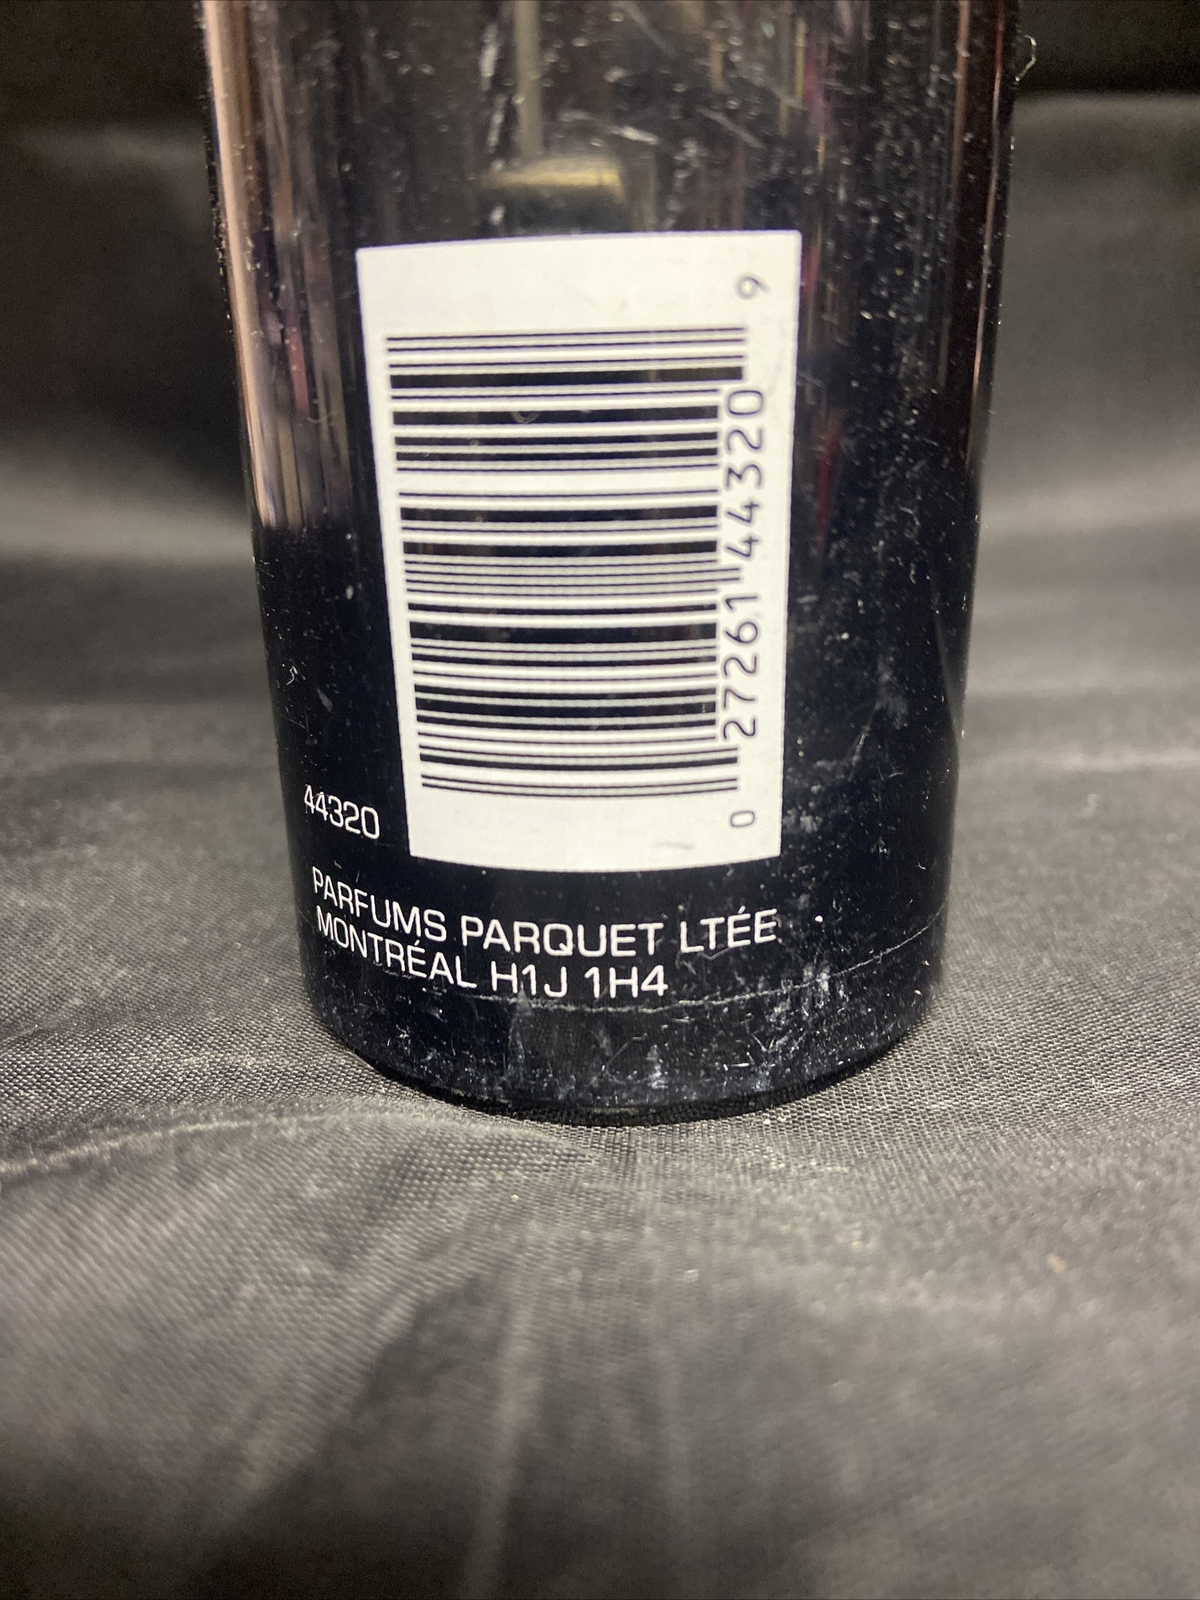 0 27261 44320 9
44320
PARFUMS PARQUET LTÉE
MONTRÉAL H1J 1H4